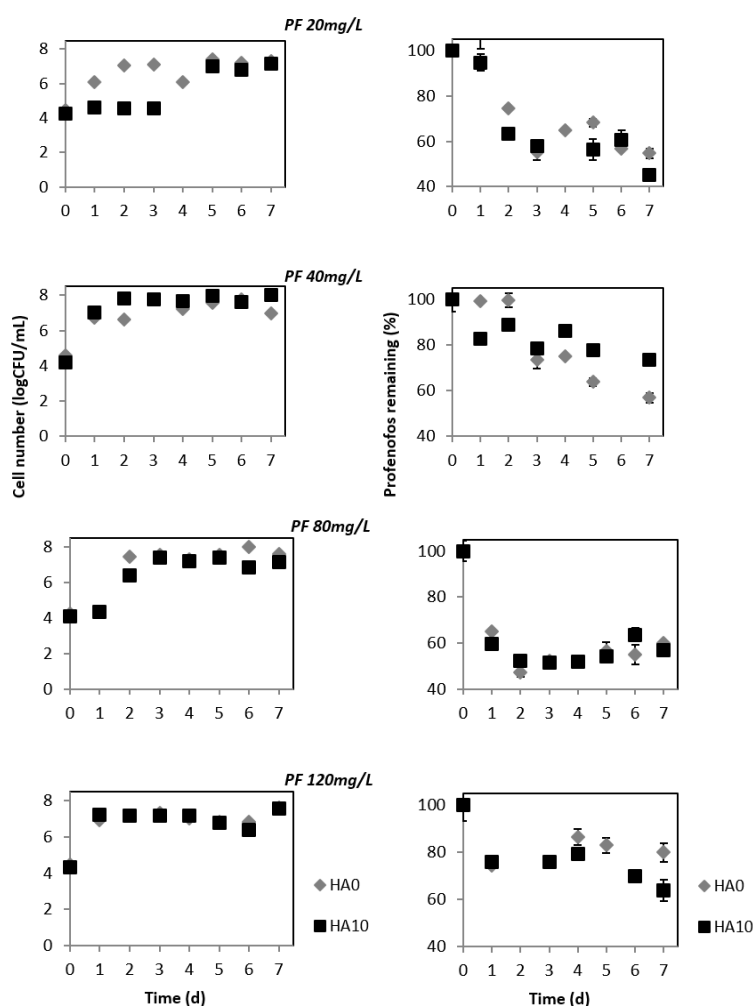 PF 20mg/L
8
6
4
2
0
0 1 2 3 4 5 6 7
100
80
60
40
0 1 2 3 4 5 6 7
PF 40mg/L
8
6
4
2
0
0 1 2 3 4 5 6 7
100
80
60
40
0 1 2 3 4 5 6 7
Cell number (logCFU/mL)
Profenofos remaining (%)
PF 80mg/L
8
6
4
2
0
0 1 2 3 4 5 6 7
100
80
60
40
0 1 2 3 4 5 6 7
PF 120mg/L
8
6
4
2
0
0 1 2 3 4 5 6 7
Time (d)
HA0
HA10
100
80
60
40
0 1 2 3 4 5 6 7
Time (d)
HA0
HA10